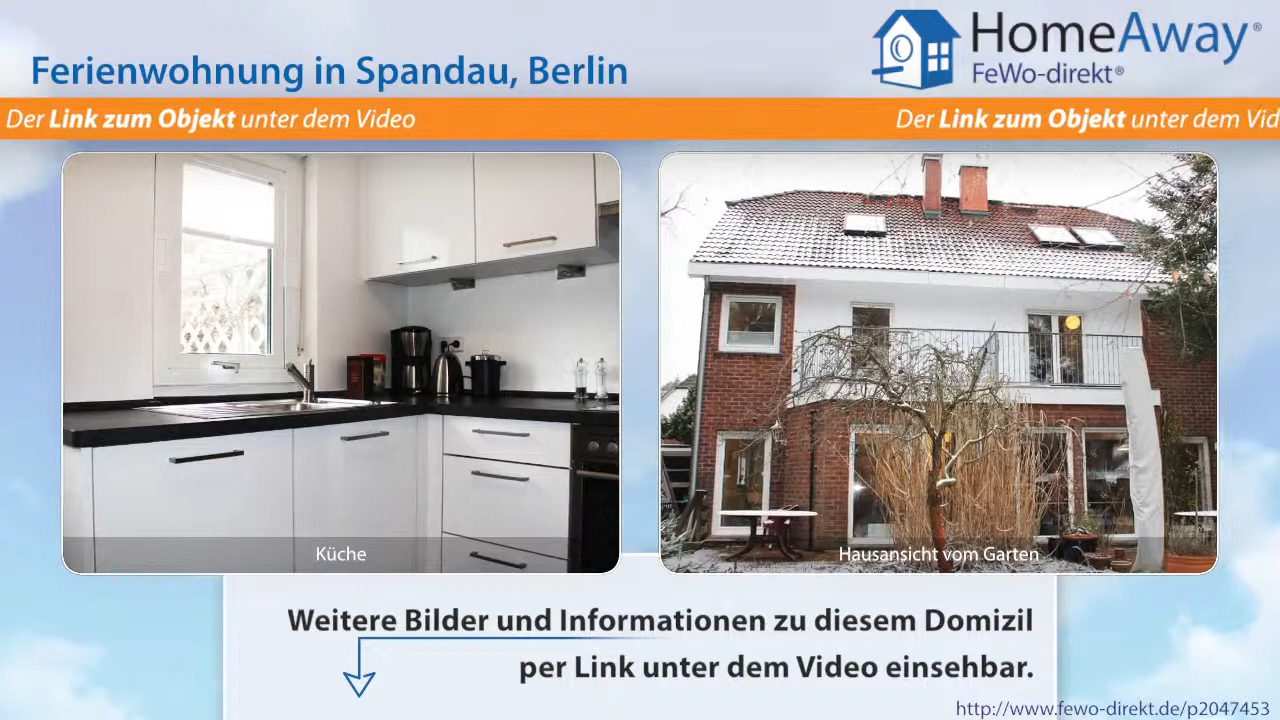 HomeAway®
FeWo-direkt®
Ferienwohnung in Spandau, Berlin
Der Link zum Objekt unter dem Video
Der Link zum Objekt unter dem Vid
Küche
Hausansicht vom Garten
Weitere Bilder und Informationen zu diesem Domizil
per Link unter dem Video einsehbar.
http://www.fewo-direkt.de/p2047453